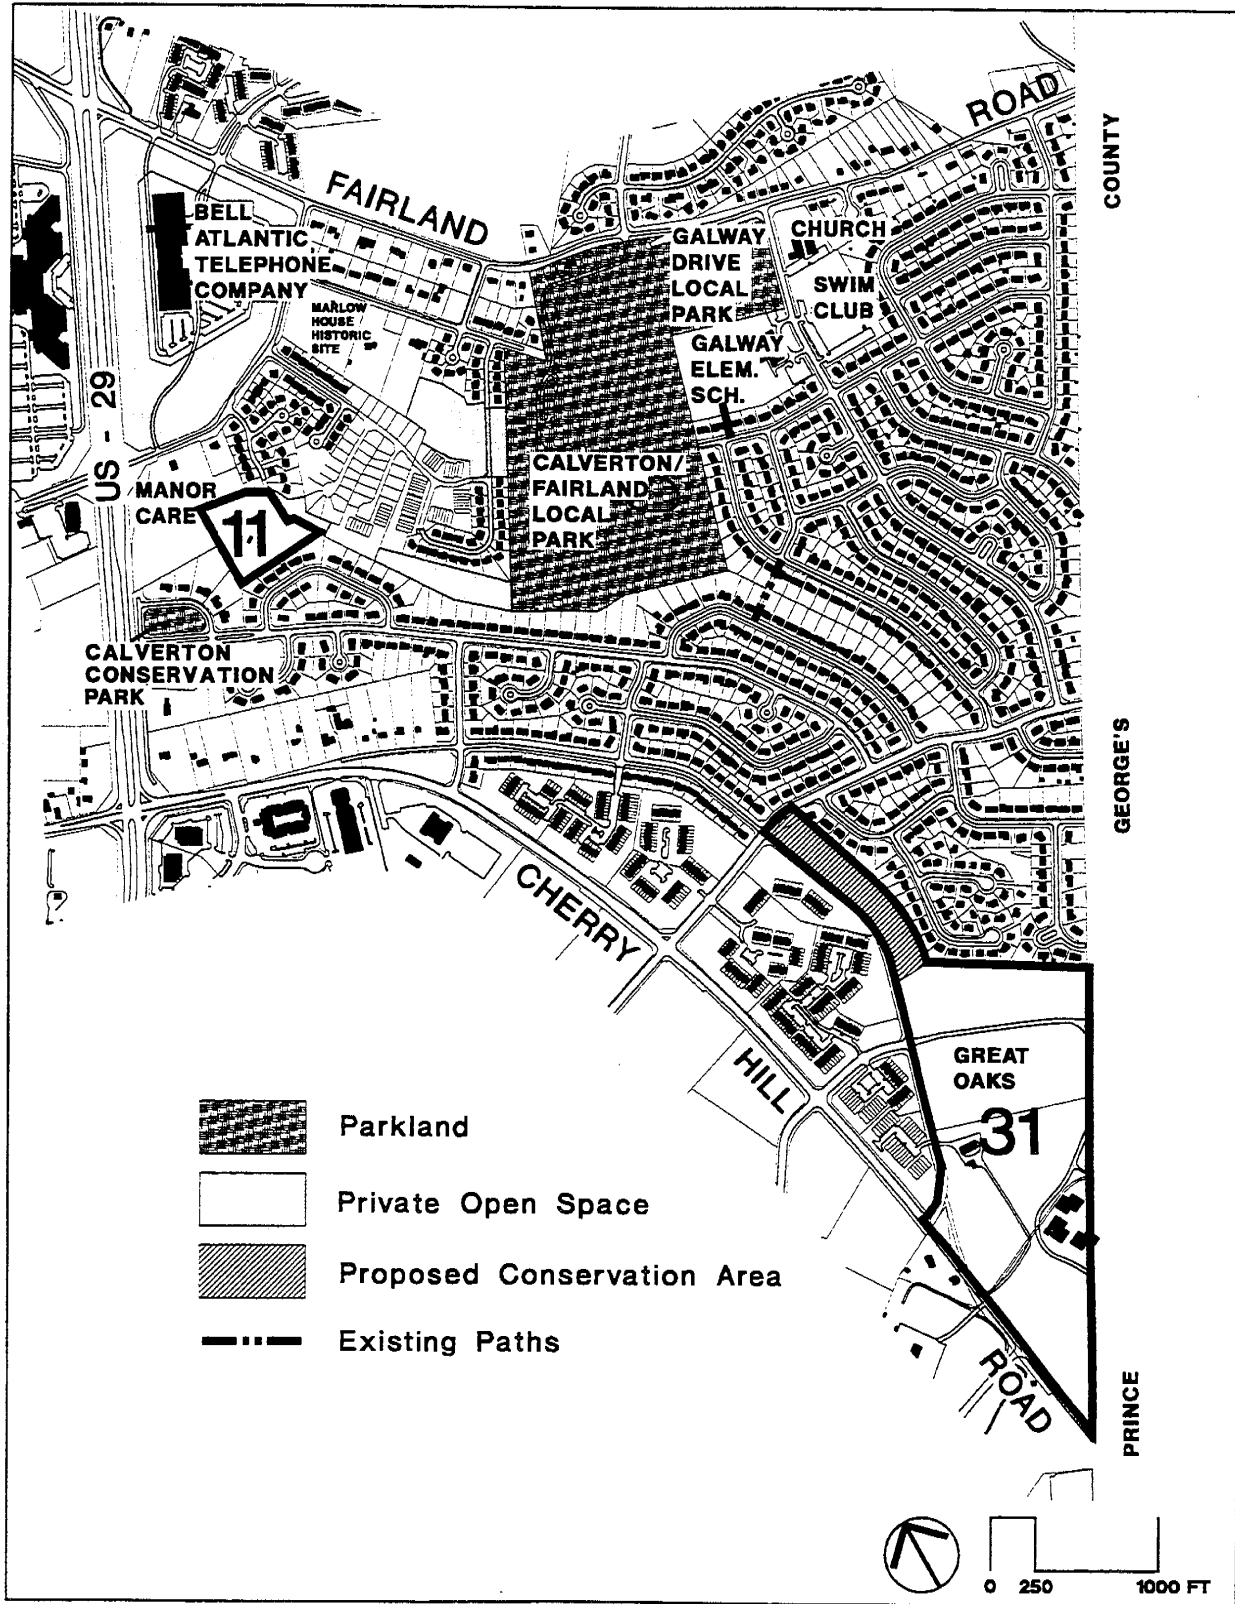 ROAD
COUNTY
FAIRLAND
BELL
ATLANTIC
TELEPHONE
COMPANY
GALWAY
DRIVE
LOCAL
PARK
CHURCH
SWIM
CLUB
MARLOW
HOUSE
HISTORIC
SITE
GALWAY
ELEM.
SCH.
US - 29
CALVERTON/
FAIRLAND
LOCAL
PARK
MANOR
CARE
11
CALVERTON
CONSERVATION
PARK
GEORGE'S
CHERRY
HILL
GREAT
OAKS
31
Parkland
Private Open Space
Proposed Conservation Area
Existing Paths
ROAD
PRINCE
0 250 1000 FT